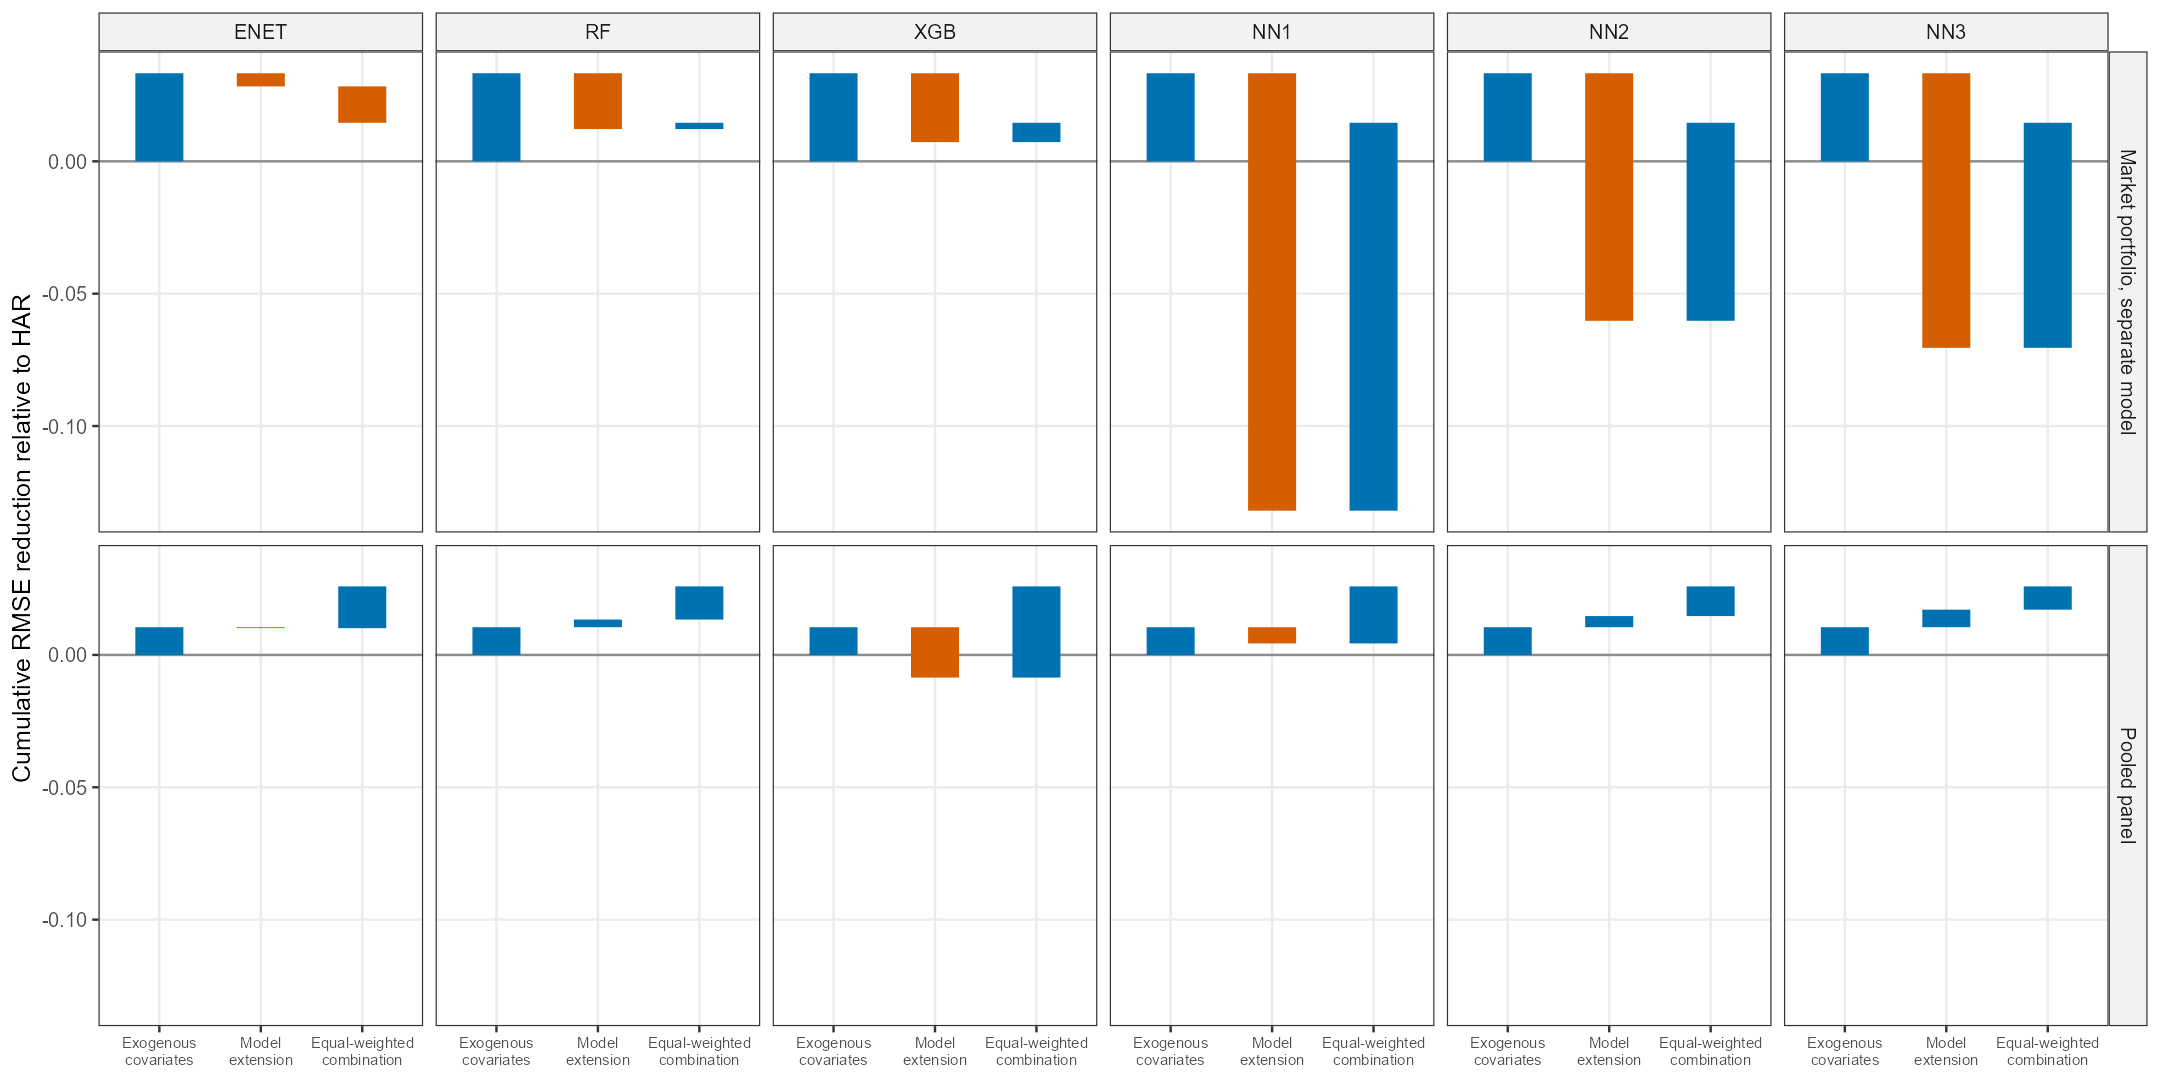 ENET
RF
XGB
NN1
NN2
NN3
Cumulative RMSE reduction relative to HAR
0.00
-0.05
-0.10
Market portfolio, separate model
0.00
-0.05
-0.10
Pooled panel
Exogenous
covariates
Model
extension
Equal-weighted
combination
Exogenous
covariates
Model
extension
Equal-weighted
combination
Exogenous
covariates
Model
extension
Equal-weighted
combination
Exogenous
covariates
Model
extension
Equal-weighted
combination
Exogenous
covariates
Model
extension
Equal-weighted
combination
Exogenous
covariates
Model
extension
Equal-weighted
combination